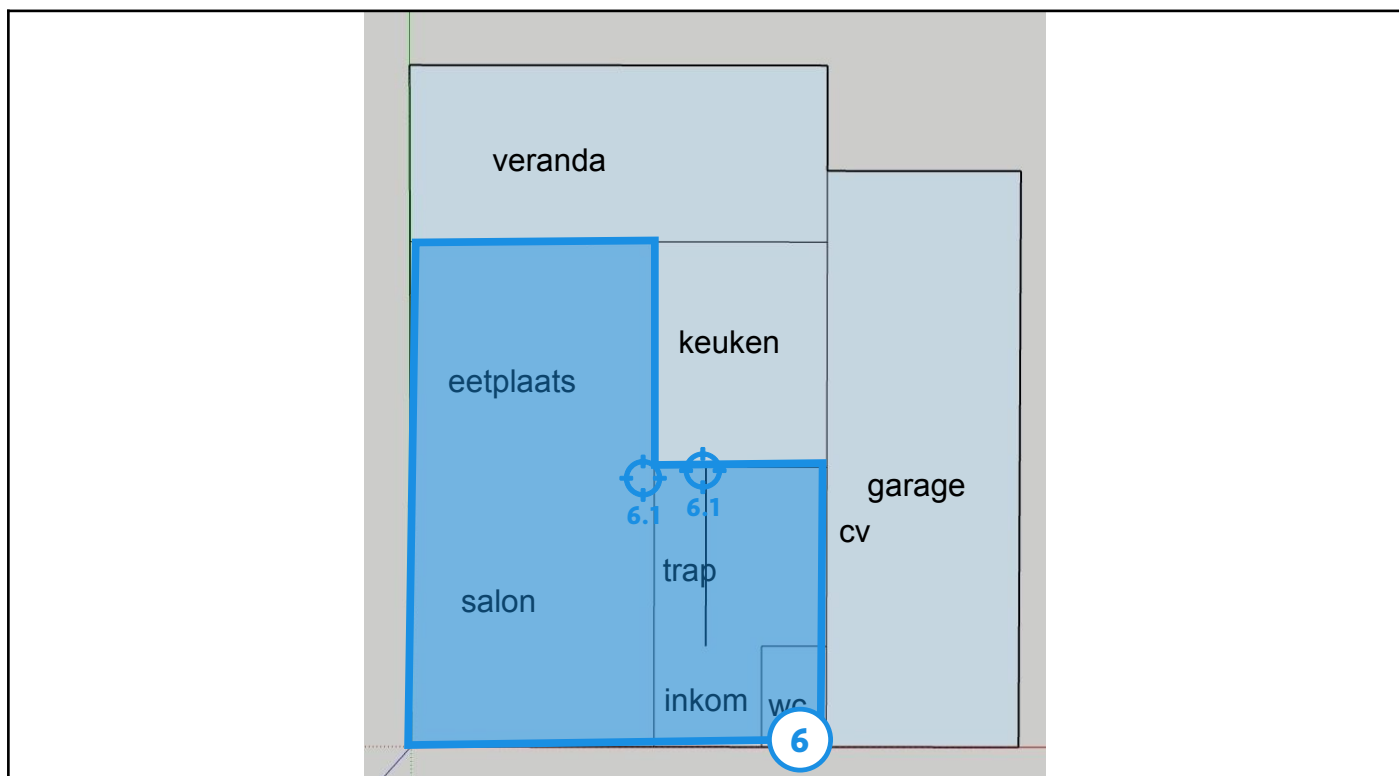 veranda
keuken
eetplaats
garage
6.1
6.1
cv
trap
salon
inkom
wc
6